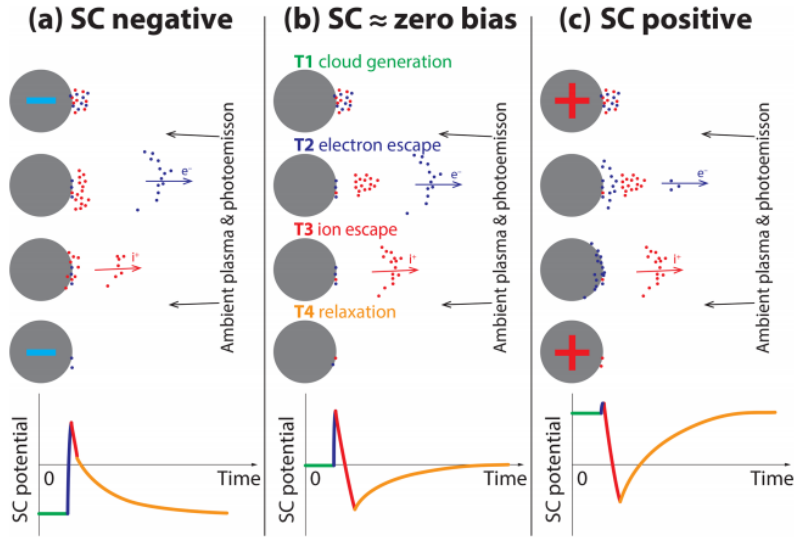 (a) SC negative
(b) SC ≈ zero bias
(c) SC positive
T1 cloud generation
T2 electron escape
T3 ion escape
T4 relaxation
e⁻
i⁺
Ambient plasma & photoemisson
e⁻
i⁺
Ambient plasma & photoemisson
e⁻
i⁺
Ambient plasma & photoemisson
SC potential
0
Time
SC potential
0
Time
SC potential
0
Time